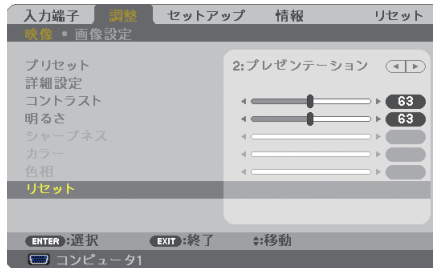 入力端子 調整 セットアップ 情報 リセット
映像 • 画像設定
プリセット 2:プレゼンテーション
詳細設定
コントラスト 63
明るさ 63
シャープネス
カラー
色相
リセット
ENTER :選択 EXIT :終了 :移動
コンピュータ1